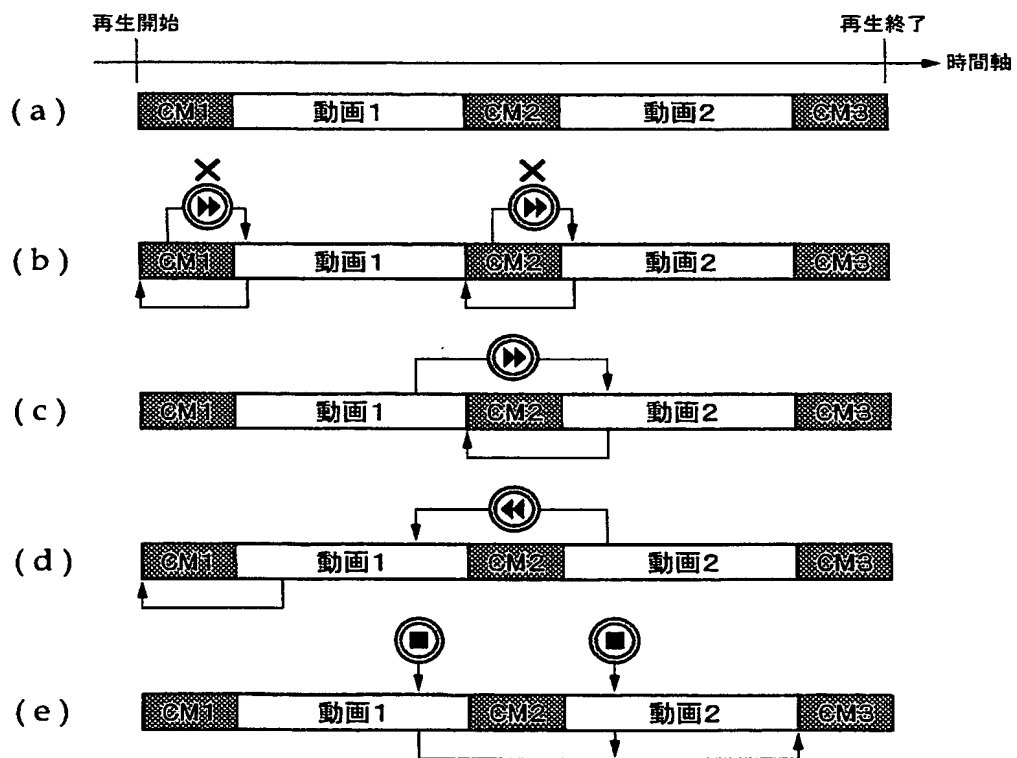 再生開始
再生終了
時間軸
(a) CM1 動画1 CM2 動画2 CM3
(b) CM1 動画1 CM2 動画2 CM3
(c) CM1 動画1 CM2 動画2 CM3
(d) CM1 動画1 CM2 動画2 CM3
(e) CM1 動画1 CM2 動画2 CM3